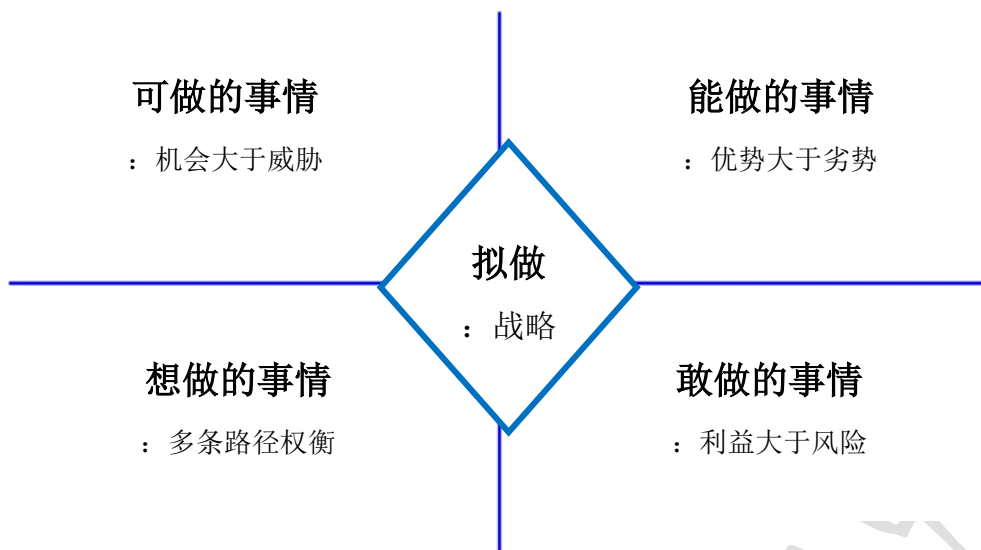 可做的事情
：机会大于威胁
能做的事情
：优势大于劣势
拟做
：战略
想做的事情
：多条路径权衡
敢做的事情
：利益大于风险